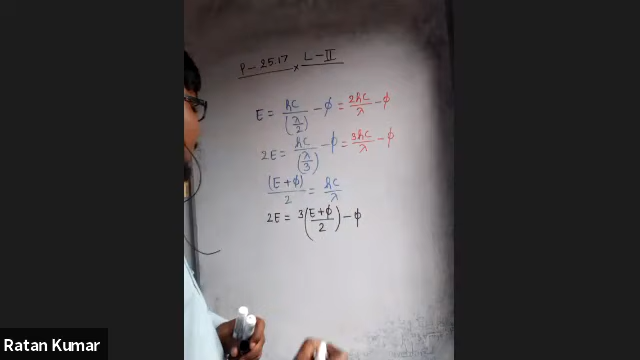 P - 25.17 × L - II
E = hc/(λ/2) - ϕ = 2hc/λ - ϕ
2E = hc/(λ/3) - ϕ = 3hc/λ - ϕ
(E + ϕ)/2 = hc/λ
2E = 3((E + ϕ)/2) - ϕ
Ratan Kumar